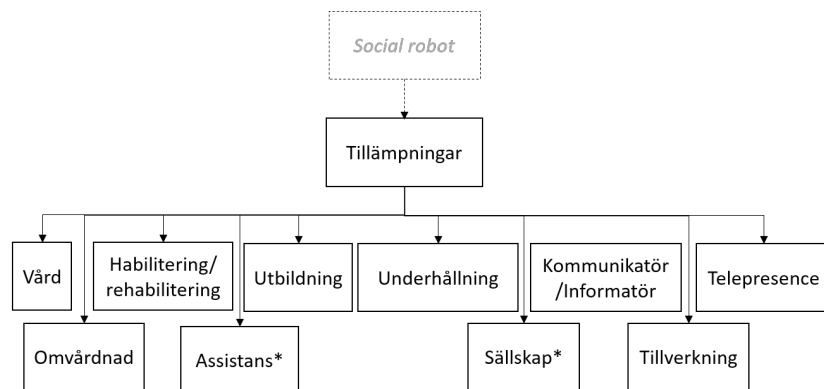 Social robot
Tillämpningar
Vård
Habilitering/
rehabilitering
Utbildning
Underhållning
Kommunikatör
/Informatör
Telepresence
Omvårdnad
Assistans*
Sällskap*
Tillverkning